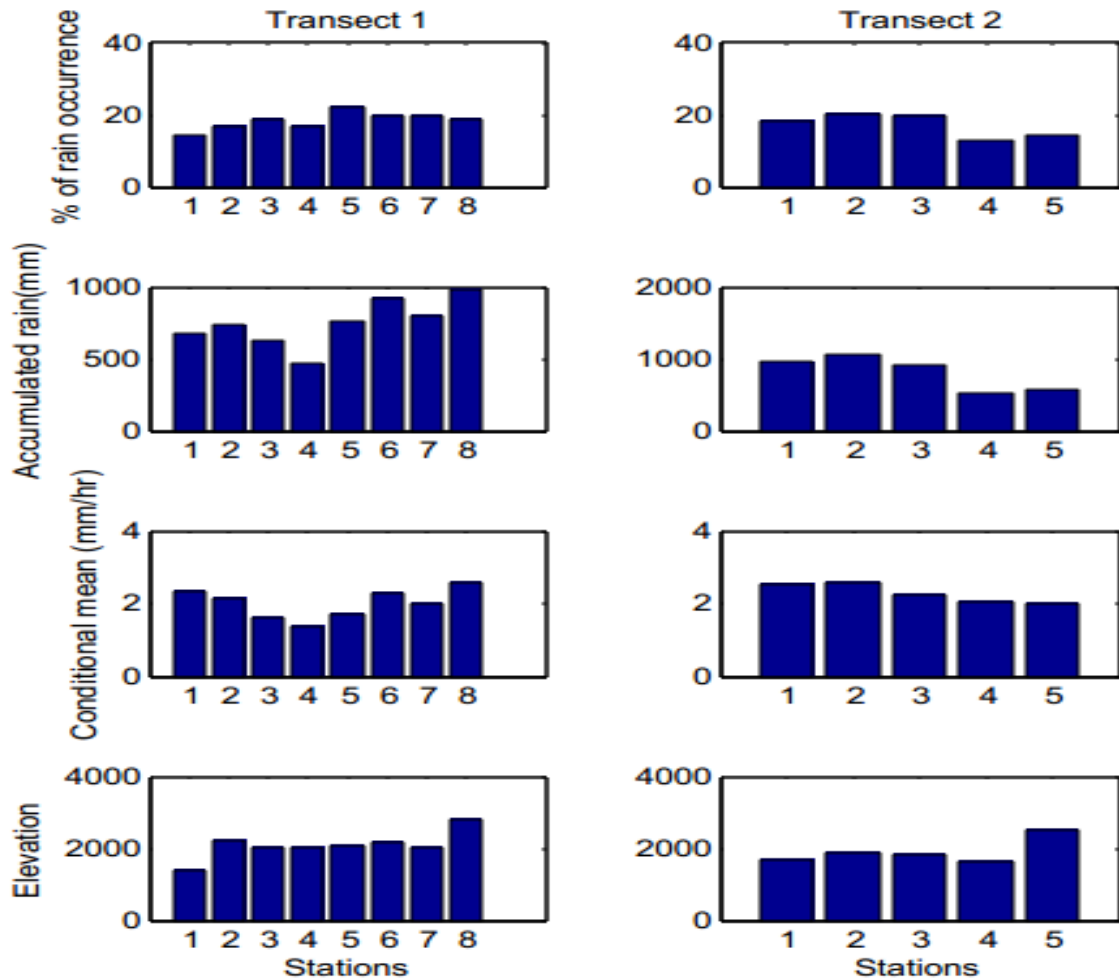 Transect 1
Transect 2
% of rain occurrence
40
20
0
1 2 3 4 5 6 7 8
40
20
0
1 2 3 4 5
Accumulated rain(mm)
1000
500
0
1 2 3 4 5 6 7 8
2000
1000
0
1 2 3 4 5
Conditional mean (mm/hr)
4
2
0
1 2 3 4 5 6 7 8
4
2
0
1 2 3 4 5
Elevation
4000
2000
0
1 2 3 4 5 6 7 8
Stations
4000
2000
0
1 2 3 4 5
Stations